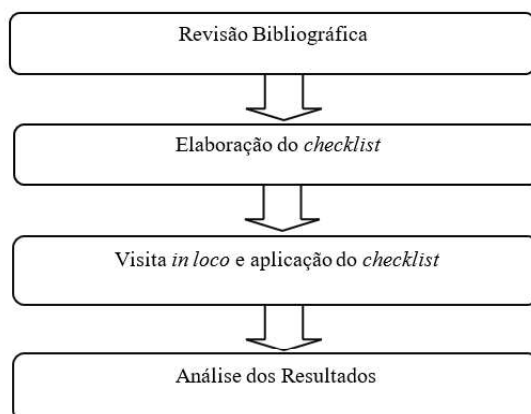 Revisão Bibliográfica
Elaboração do checklist
Visita in loco e aplicação do checklist
Análise dos Resultados